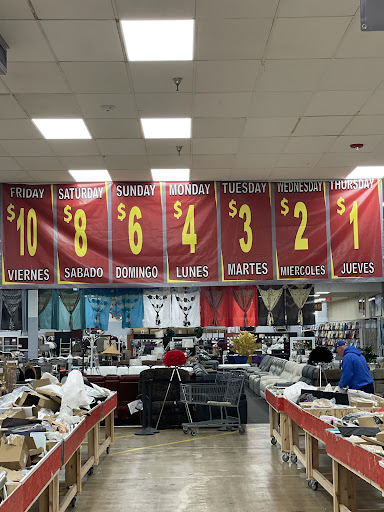 FRIDAY SATURDAY SUNDAY MONDAY TUESDAY WEDNESDAY THURSDAY
$10 $8 $6 $4 $3 $2 $1
VIERNES SABADO DOMINGO LUNES MARTES MIERCOLES JUEVES